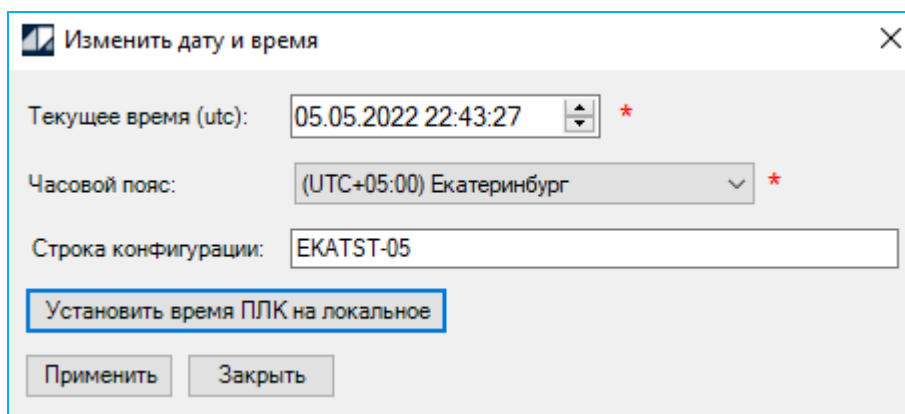 Изменить дату и время
Текущее время (utc): 05.05.2022 22:43:27 *
Часовой пояс: (UTC+05:00) Екатеринбург *
Строка конфигурации: EKATST-05
Установить время ПЛК на локальное
Применить Закрыть